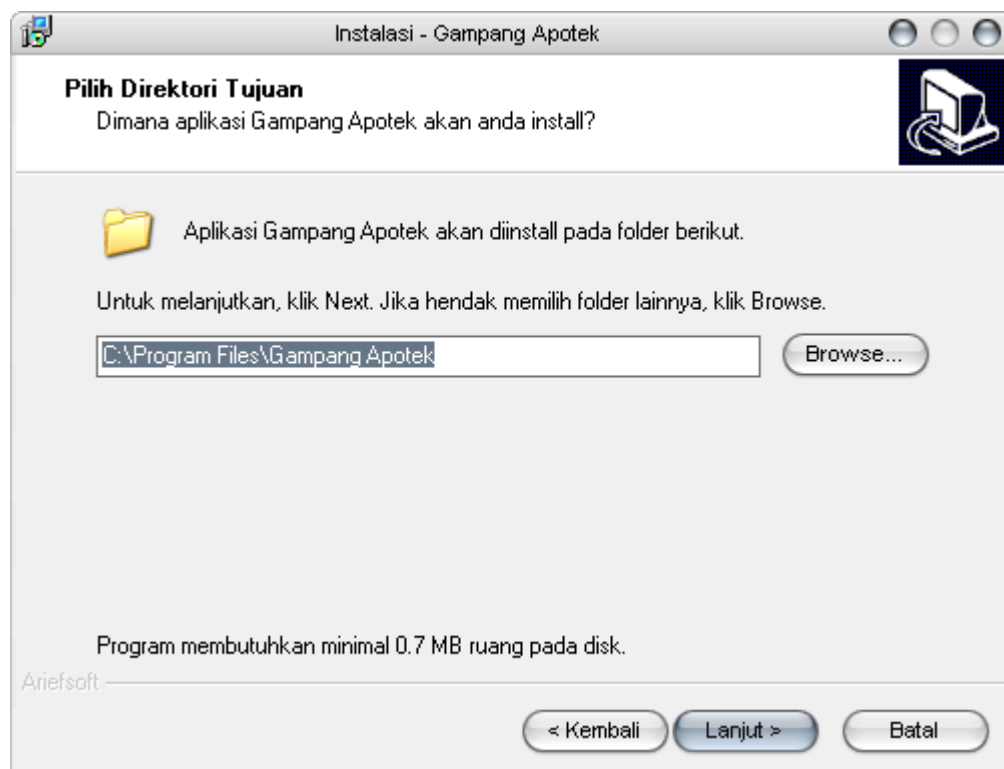 Instalasi - Gampang Apotek
Pilih Direktori Tujuan
Dimana aplikasi Gampang Apotek akan anda install?
Aplikasi Gampang Apotek akan diinstall pada folder berikut.
Untuk melanjutkan, klik Next. Jika hendak memilih folder lainnya, klik Browse.
C:\Program Files\Gampang Apotek
Browse...
Program membutuhkan minimal 0.7 MB ruang pada disk.
Ariefsoft
< Kembali
Lanjut >
Batal